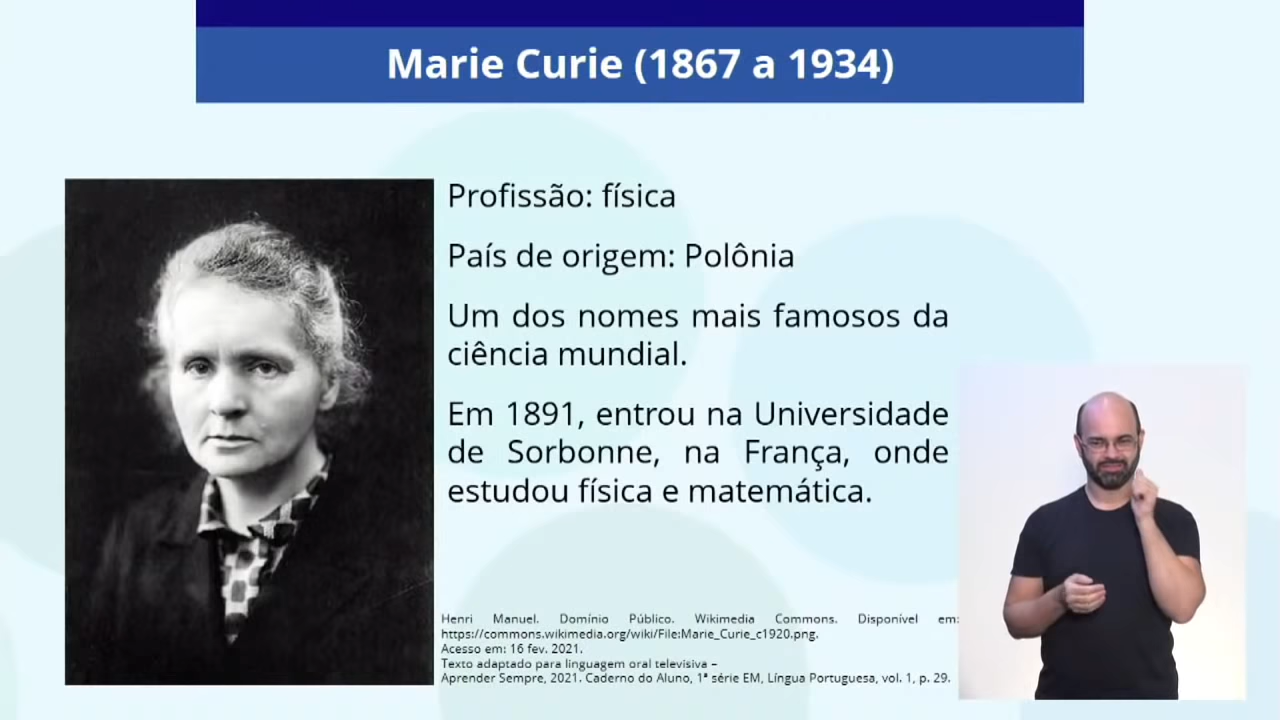 Marie Curie (1867 a 1934)
Profissão: física
País de origem: Polônia
Um dos nomes mais famosos da
ciência mundial.
Em 1891, entrou na Universidade
de Sorbonne, na França, onde
estudou física e matemática.
Henri Manuel. Domínio Público. Wikimedia Commons. Disponível em:
https://commons.wikimedia.org/wiki/File:Marie_Curie_c1920.png.
Acesso em: 16 fev. 2021.
Texto adaptado para linguagem oral televisiva –
Aprender Sempre, 2021. Caderno do Aluno, 1ª série EM, Língua Portuguesa, vol. 1, p. 29.